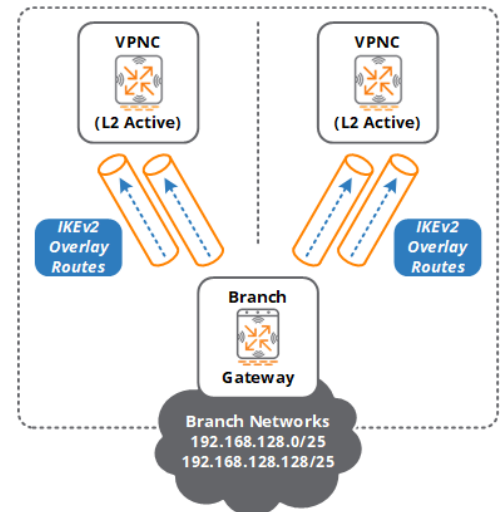 VPNC
(L2 Active)
VPNC
(L2 Active)
IKEv2
Overlay
Routes
IKEv2
Overlay
Routes
Branch
Gateway
Branch Networks
192.168.128.0/25
192.168.128.128/25